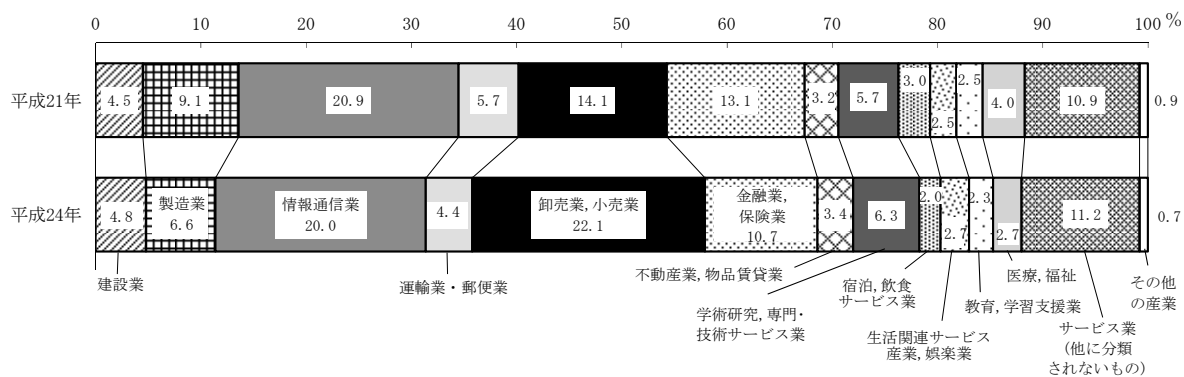 0 10 20 30 40 50 60 70 80 90 100 %
平成21年 4.5 9.1 20.9 5.7 14.1 13.1 3.2 5.7 3.0 2.5 2.5 4.0 10.9 0.9
平成24年 4.8 製造業 6.6 情報通信業 20.0 4.4 卸売業,小売業 22.1 金融業,保険業 10.7 3.4 6.3 2.0 2.7 2.3 2.7 11.2 0.7
建設業
運輸業・郵便業
不動産業,物品賃貸業
学術研究,専門・
技術サービス業
宿泊,飲食
サービス業
生活関連サービス
産業,娯楽業
教育,学習支援業
医療,福祉
サービス業
(他に分類
されないもの)
その他
の産業